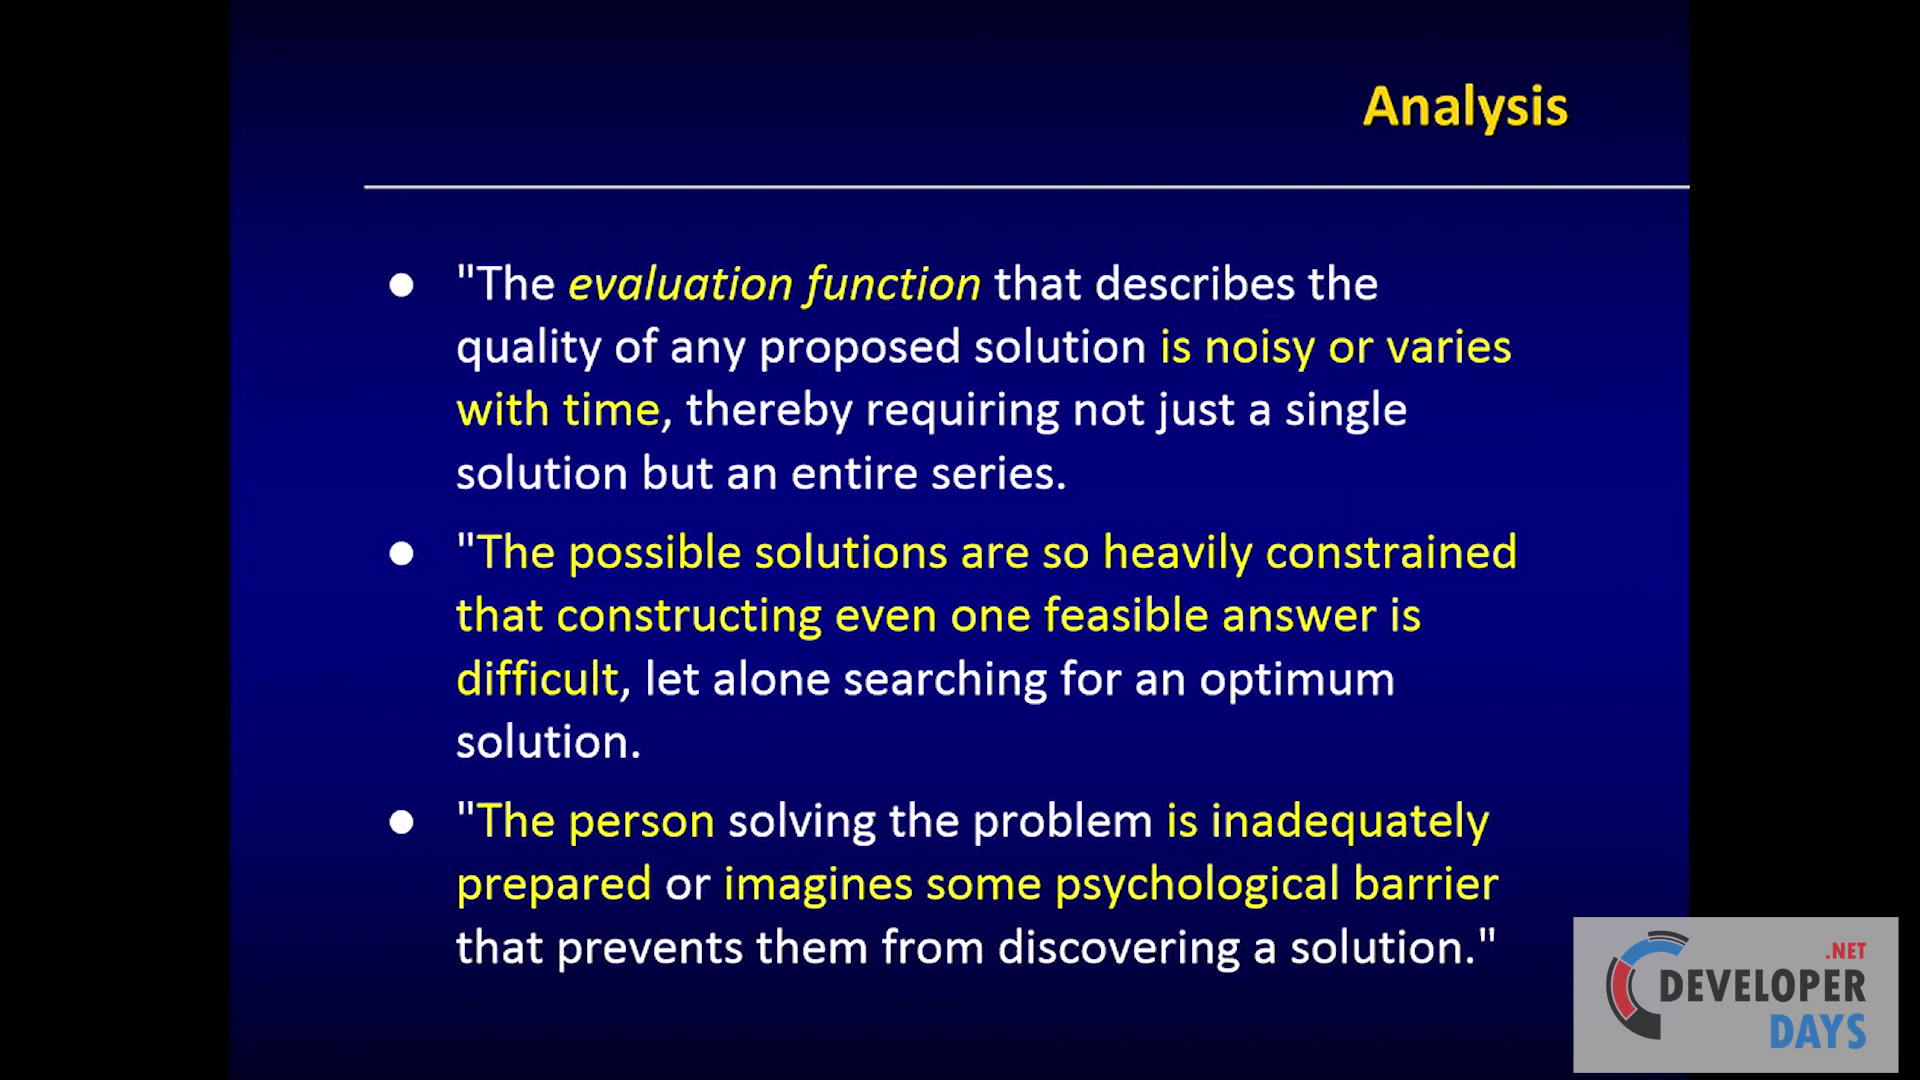 Analysis
● "The evaluation function that describes the
quality of any proposed solution is noisy or varies
with time, thereby requiring not just a single
solution but an entire series.
● "The possible solutions are so heavily constrained
that constructing even one feasible answer is
difficult, let alone searching for an optimum
solution.
● "The person solving the problem is inadequately
prepared or imagines some psychological barrier
that prevents them from discovering a solution."
.NET
DEVELOPER
DAYS